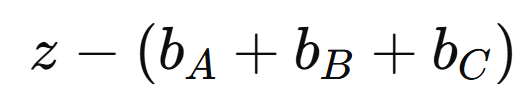 z − (b_A + b_B + b_C)